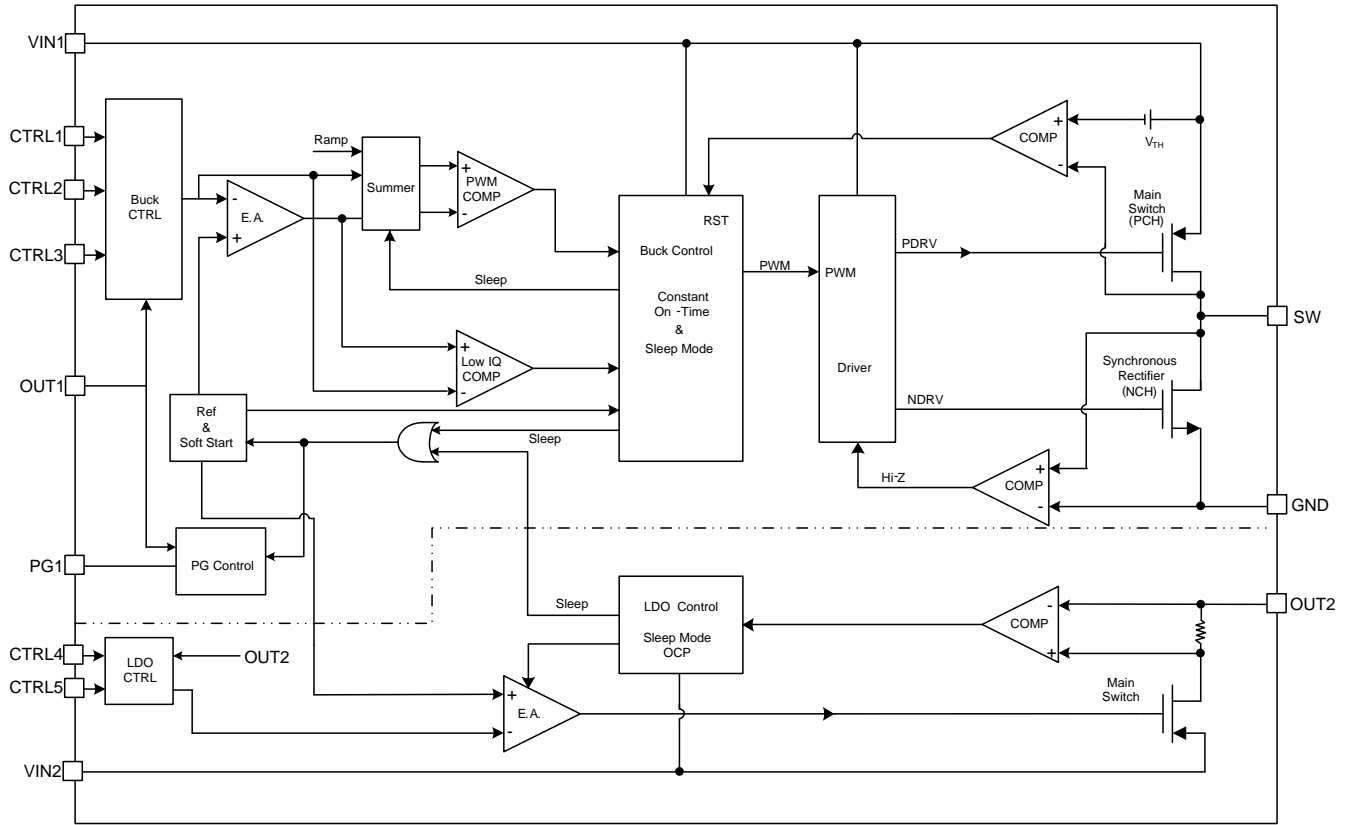 VIN1
CTRL1
CTRL2
CTRL3
Buck
CTRL
Ramp
Summer
-
E.A.
+
+
PWM
COMP
-
RST
Buck Control
Constant
On -Time
&
Sleep Mode
Sleep
PWM
PWM
Driver
PDRV
NDRV
+
COMP
-
VTH
Main
Switch
(PCH)
SW
Synchronous
Rectifier
(NCH)
+
Low IQ
COMP
-
OUT1
Ref
&
Soft Start
Sleep
Hi-Z
+
COMP
-
GND
PG1
PG Control
Sleep
LDO Control
Sleep Mode
OCP
-
COMP
+
OUT2
CTRL4
CTRL5
LDO
CTRL
OUT2
+
E.A.
-
Main
Switch
VIN2